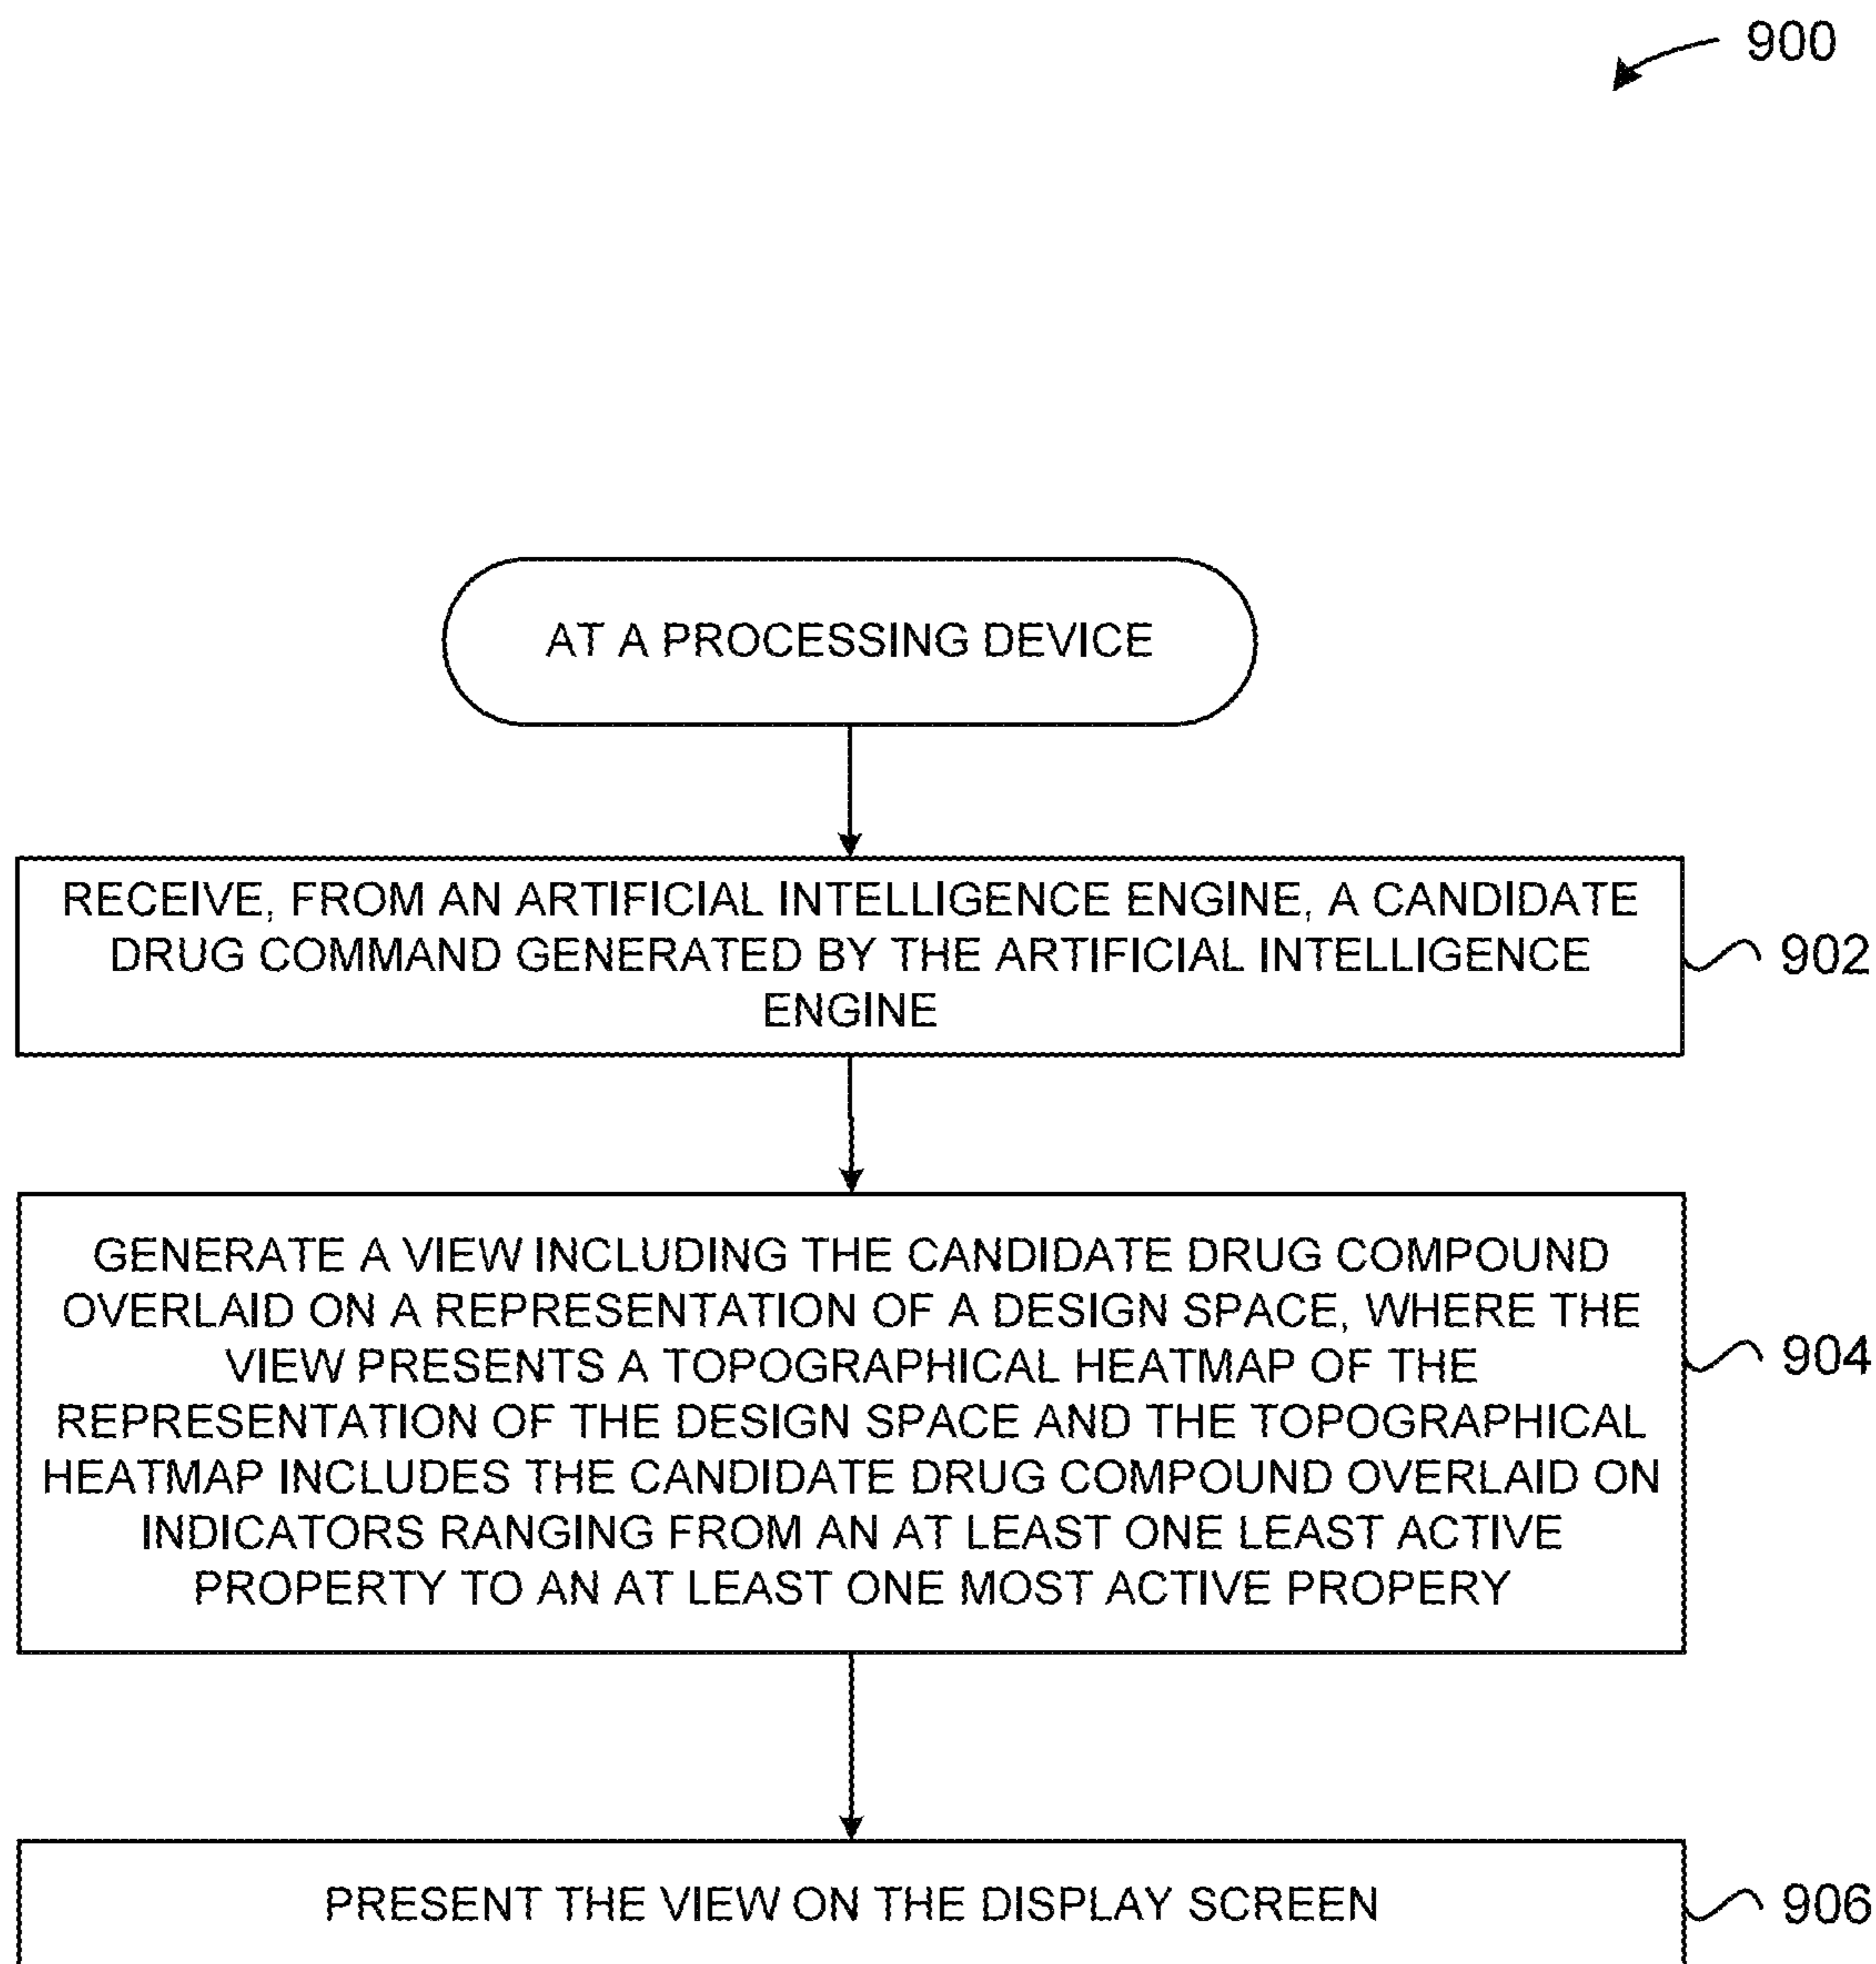 900
AT A PROCESSING DEVICE
RECEIVE, FROM AN ARTIFICIAL INTELLIGENCE ENGINE, A CANDIDATE
DRUG COMMAND GENERATED BY THE ARTIFICIAL INTELLIGENCE
ENGINE
902
GENERATE A VIEW INCLUDING THE CANDIDATE DRUG COMPOUND
OVERLAID ON A REPRESENTATION OF A DESIGN SPACE, WHERE THE
VIEW PRESENTS A TOPOGRAPHICAL HEATMAP OF THE
REPRESENTATION OF THE DESIGN SPACE AND THE TOPOGRAPHICAL
HEATMAP INCLUDES THE CANDIDATE DRUG COMPOUND OVERLAID ON
INDICATORS RANGING FROM AN AT LEAST ONE LEAST ACTIVE
PROPERTY TO AN AT LEAST ONE MOST ACTIVE PROPERY
904
PRESENT THE VIEW ON THE DISPLAY SCREEN
906